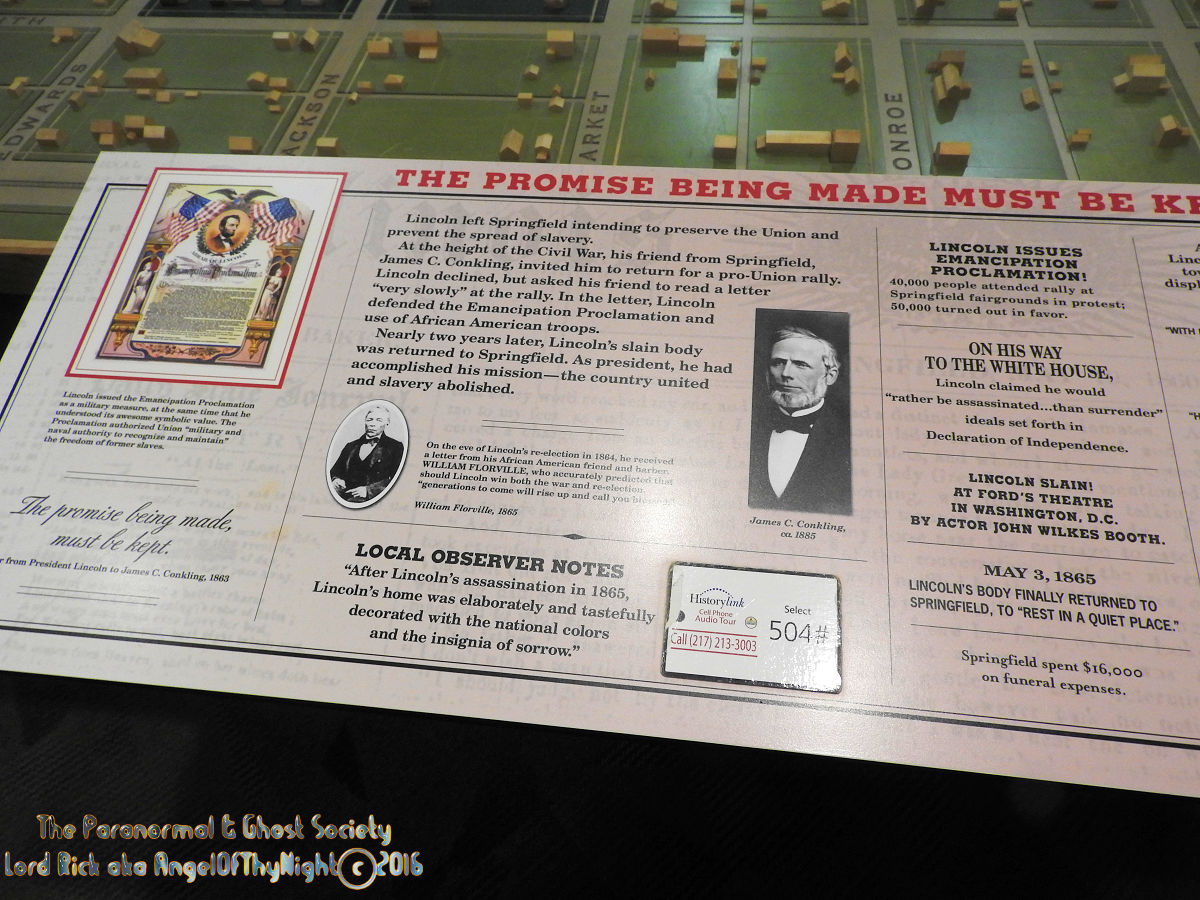 EDWARDS
ACKSON
ARKET
ONROE
THE PROMISE BEING MADE MUST BE KE
ABRAHAM LINCOLN
Emancipation Proclamation
Lincoln issued the Emancipation Proclamation
as a military measure, at the same time that he
understood its awesome symbolic value. The
Proclamation authorized Union "military and
naval authority to recognize and maintain"
the freedom of former slaves.
The promise being made,
must be kept.
r from President Lincoln to James C. Conkling, 1863
Lincoln left Springfield intending to preserve the Union and
prevent the spread of slavery.
At the height of the Civil War, his friend from Springfield,
James C. Conkling, invited him to return for a pro-Union rally.
Lincoln declined, but asked his friend to read a letter
"very slowly" at the rally. In the letter, Lincoln
defended the Emancipation Proclamation and
use of African American troops.
Nearly two years later, Lincoln's slain body
was returned to Springfield. As president, he had
accomplished his mission—the country united
and slavery abolished.
On the eve of Lincoln's re-election in 1864, he received
a letter from his African American friend and barber,
WILLIAM FLORVILLE, who accurately predicted that
should Lincoln win both the war and re-election,
"generations to come will rise up and call you blessed."
William Florville, 1865
James C. Conkling,
ca. 1885
LOCAL OBSERVER NOTES
"After Lincoln's assassination in 1865,
Lincoln's home was elaborately and tastefully
decorated with the national colors
and the insignia of sorrow."
Historylink
Cell Phone
Audio Tour
Call (217) 213-3003
Select
504#
LINCOLN ISSUES
EMANCIPATION
PROCLAMATION!
40,000 people attended rally at
Springfield fairgrounds in protest;
50,000 turned out in favor.
ON HIS WAY
TO THE WHITE HOUSE,
Lincoln claimed he would
"rather be assassinated...than surrender"
ideals set forth in
Declaration of Independence.
LINCOLN SLAIN!
AT FORD'S THEATRE
IN WASHINGTON, D.C.
BY ACTOR JOHN WILKES BOOTH.
MAY 3, 1865
LINCOLN'S BODY FINALLY RETURNED TO
SPRINGFIELD, TO "REST IN A QUIET PLACE."
Springfield spent $16,000
on funeral expenses.
Linc
to
displ
"WITH
The Paranormal & Ghost Society
Lord Rick aka AngelOfThyNight©2016